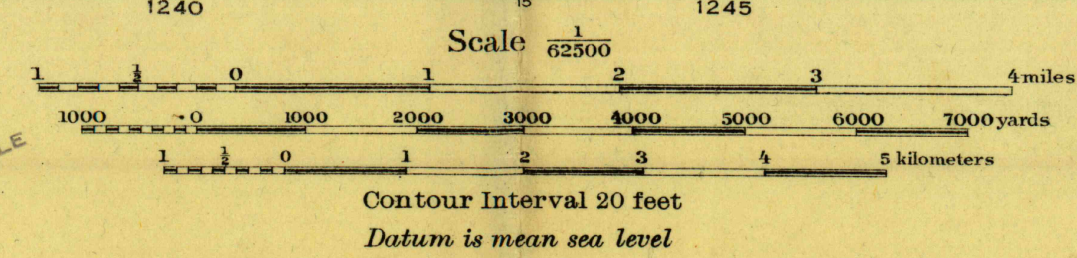 1240 15 1245
Scale 1/62500
1 ½ 0 1 2 3 4 miles
1000 0 1000 2000 3000 4000 5000 6000 7000 yards
LE
1 ½ 0 1 2 3 4 5 kilometers
Contour Interval 20 feet
Datum is mean sea level